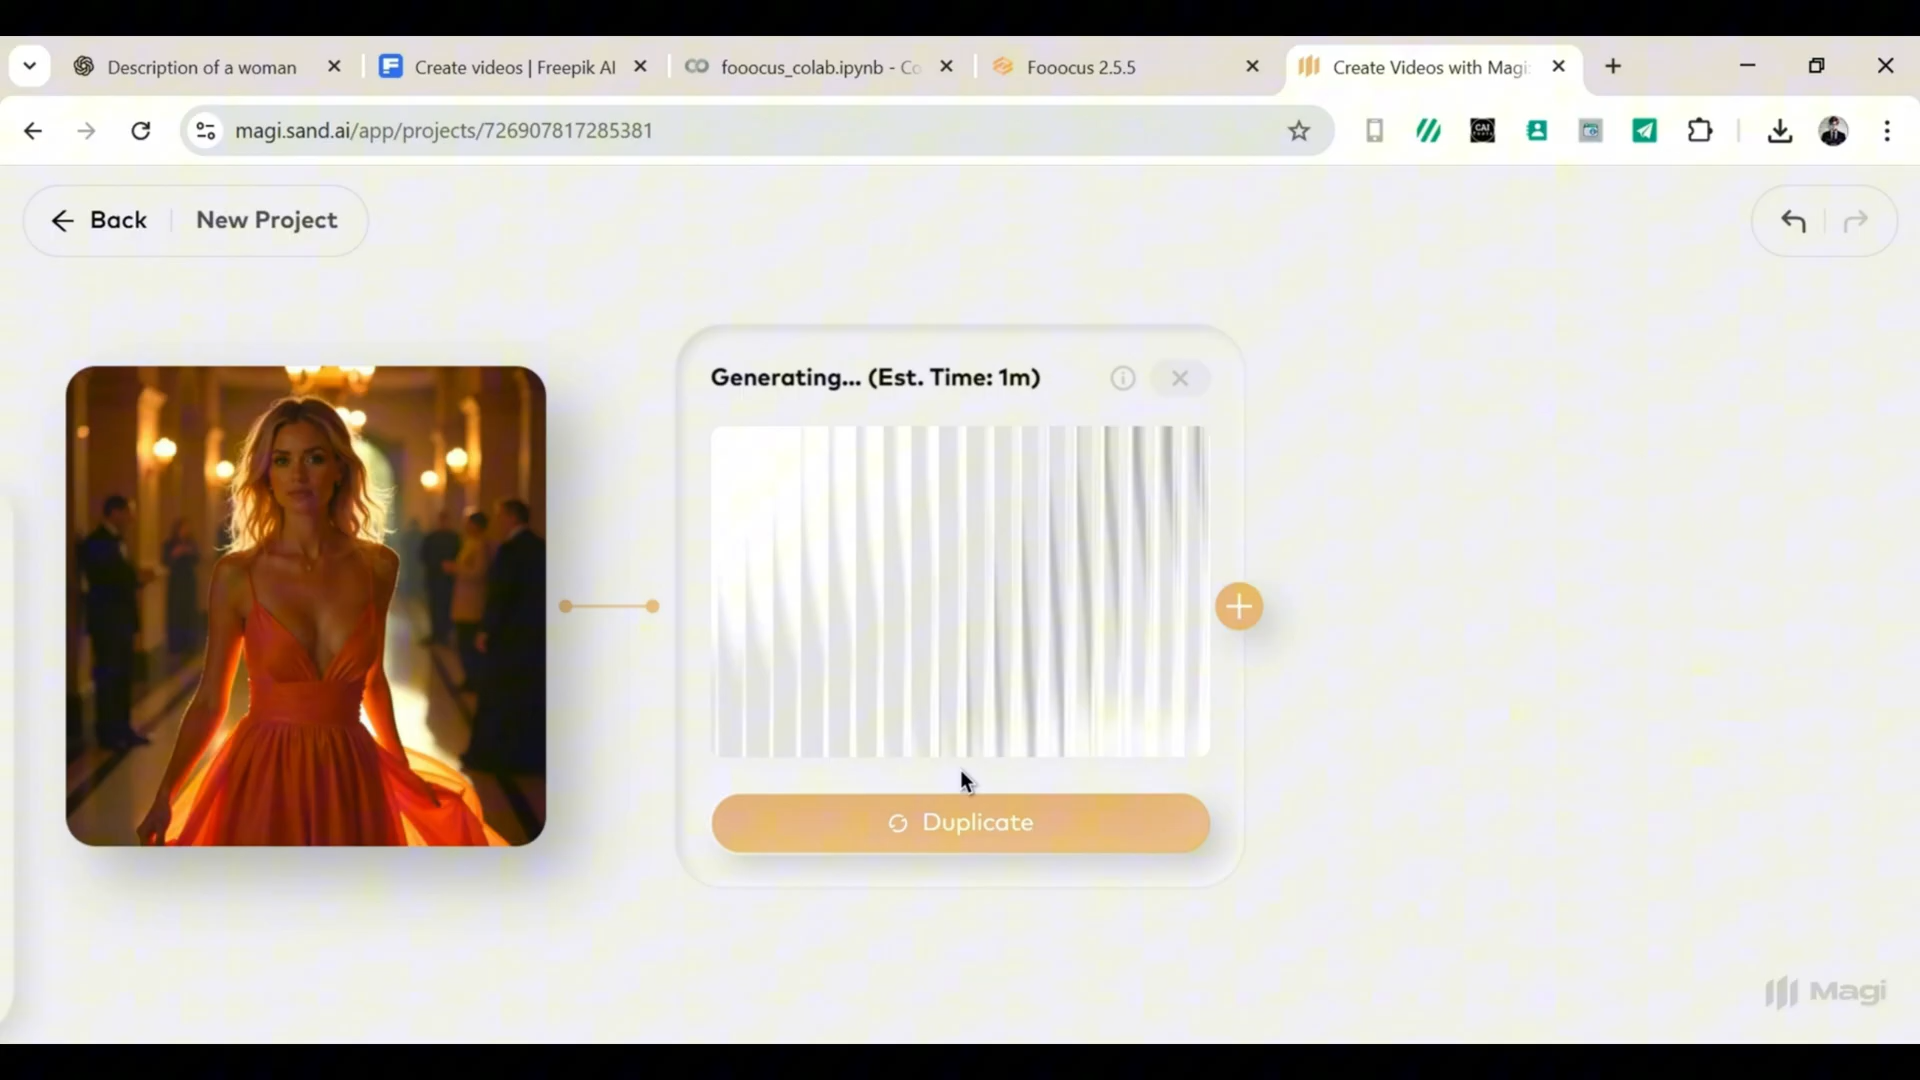 Description of a woman
Create videos | Freepik AI
fooocus_colab.ipynb - Co
Fooocus 2.5.5
Create Videos with Magi:
magi.sand.ai/app/projects/726907817285381
CAI
Back
New Project
Generating... (Est. Time: 1m)
Duplicate
Magi